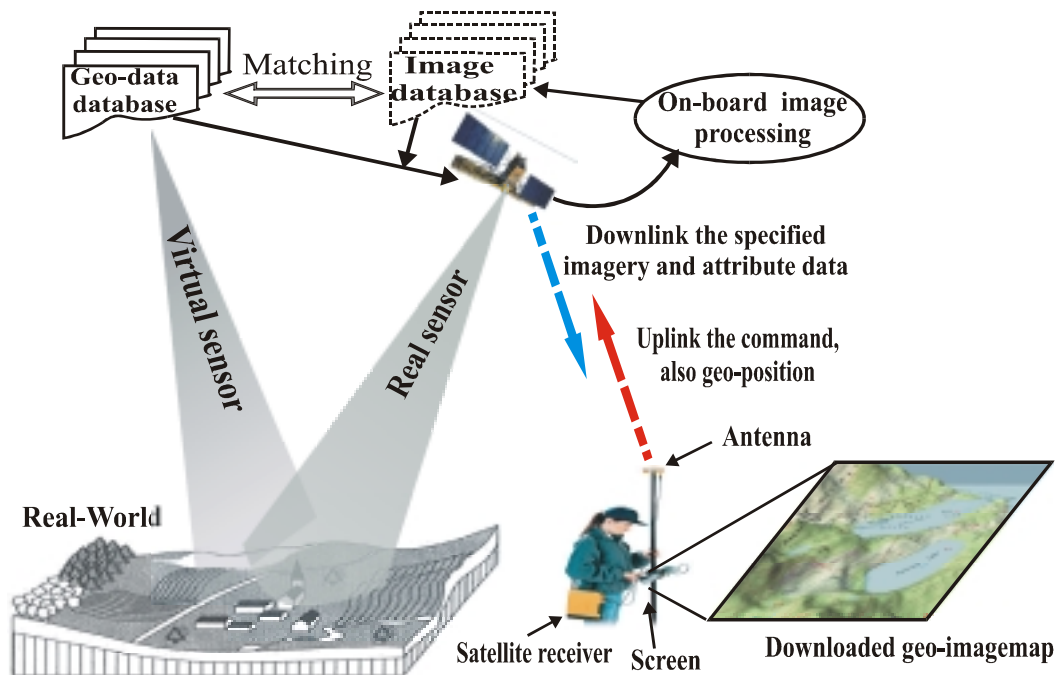 Geo-data
database
Matching
Image
database
On-board image
processing
Virtual sensor
Real sensor
Downlink the specified
imagery and attribute data
Uplink the command,
also geo-position
Antenna
Real-World
Satellite receiver
Screen
Downloaded geo-imagemap